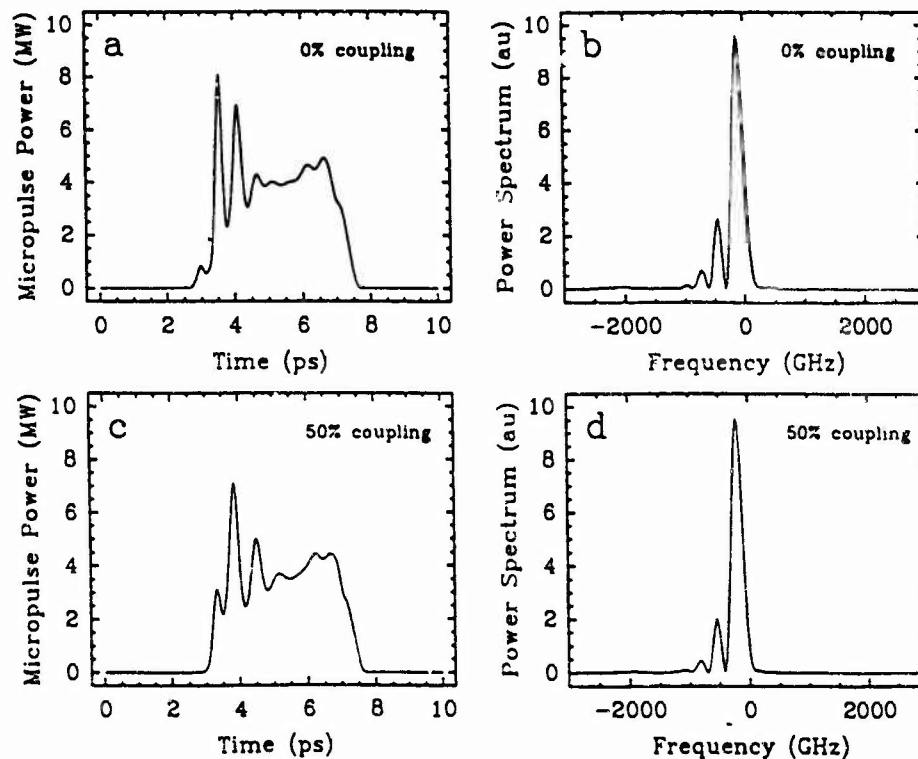 a
0% coupling
Micropulse Power (MW)
10
8
6
4
2
0
0 2 4 6 8 10
Time (ps)
b
0% coupling
Power Spectrum (au)
10
8
6
4
2
0
-2000 0 2000
Frequency (GHz)
c
50% coupling
Micropulse Power (MW)
10
8
6
4
2
0
0 2 4 6 8 10
Time (ps)
d
50% coupling
Power Spectrum (au)
10
8
6
4
2
0
-2000 0 2000
Frequency (GHz)